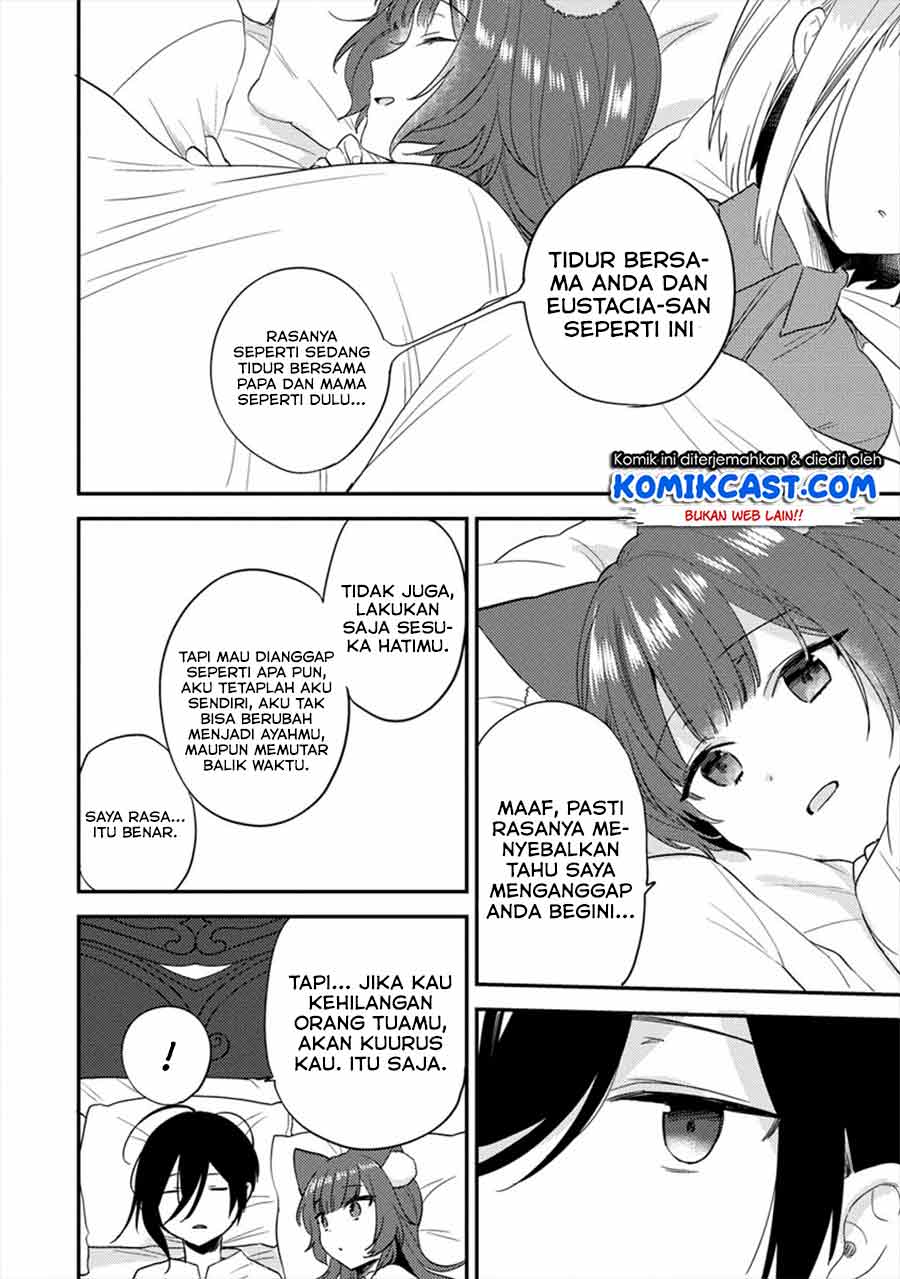 TIDUR BERSA-
MA ANDA DAN
EUSTACIA-SAN
SEPERTI INI
RASANYA
SEPERTI SEDANG
TIDUR BERSAMA
PAPA DAN MAMA
SEPERTI DULU...
Komik ini diterjemahkan & diedit oleh
KOMIKCAST.COM
BUKAN WEB LAIN!!
MAAF, PASTI
RASANYA ME-
NYEBALKAN
TAHU SAYA
MENGANGGAP
ANDA BEGINI...
TIDAK JUGA,
LAKUKAN
SAJA SESU-
KA HATIMU.
TAPI MAU DIANGGAP
SEPERTI APA PUN,
AKU TETAPLAH AKU
SENDIRI, AKU TAK
BISA BERUBAH
MENJADI AYAHMU,
MAUPUN MEMUTAR
BALIK WAKTU.
SAYA RASA...
ITU BENAR.
TAPI... JIKA KAU
KEHILANGAN
ORANG TUAMU,
AKAN KUURUS
KAU. ITU SAJA.
!